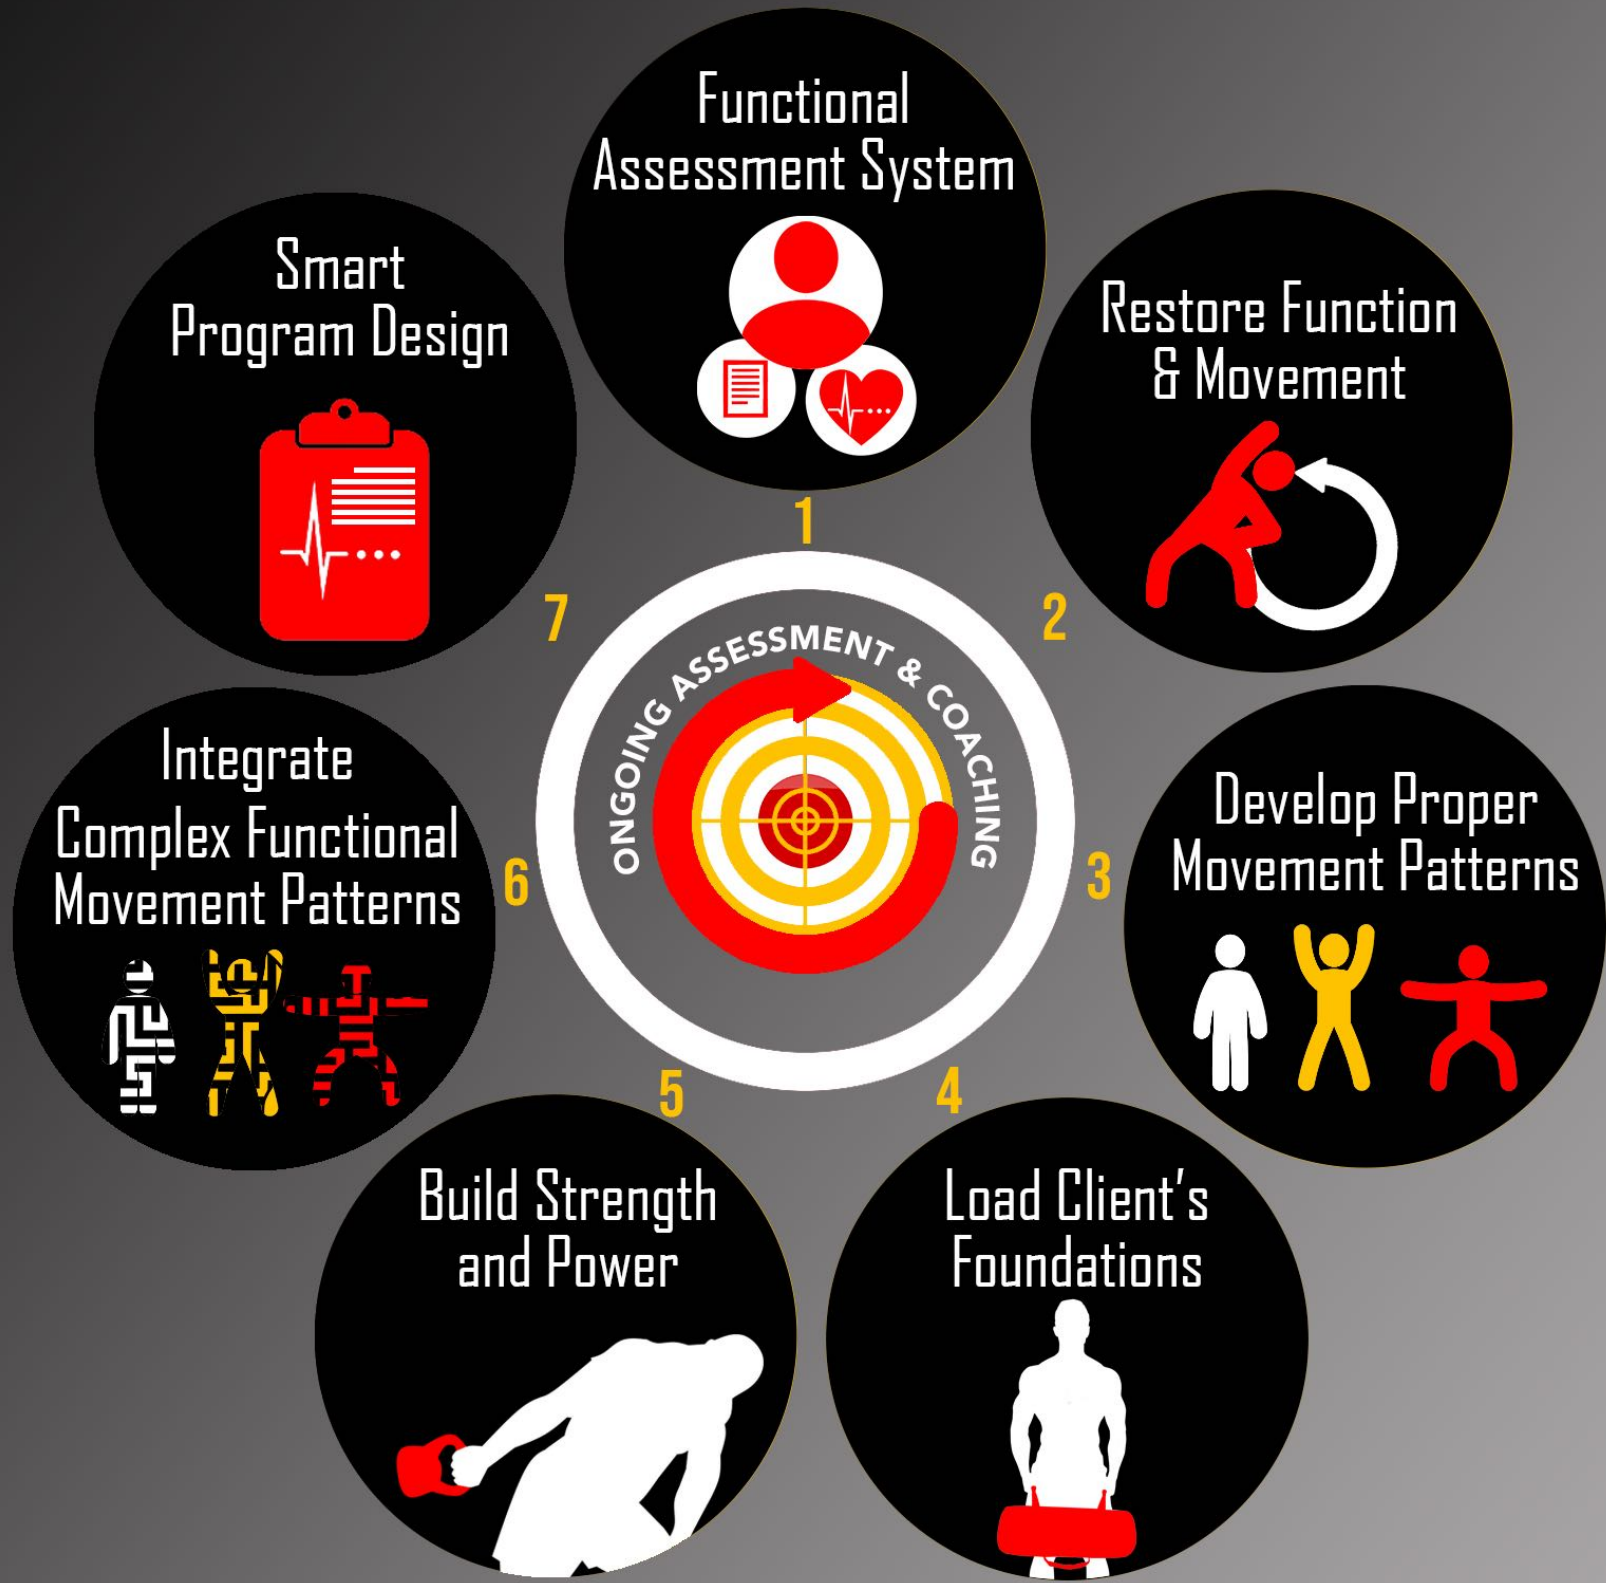 Functional
Assessment System
1
Restore Function
& Movement
2
Develop Proper
Movement Patterns
3
Load Client's
Foundations
4
Build Strength
and Power
5
Integrate
Complex Functional
Movement Patterns
6
Smart
Program Design
7
ONGOING ASSESSMENT & COACHING